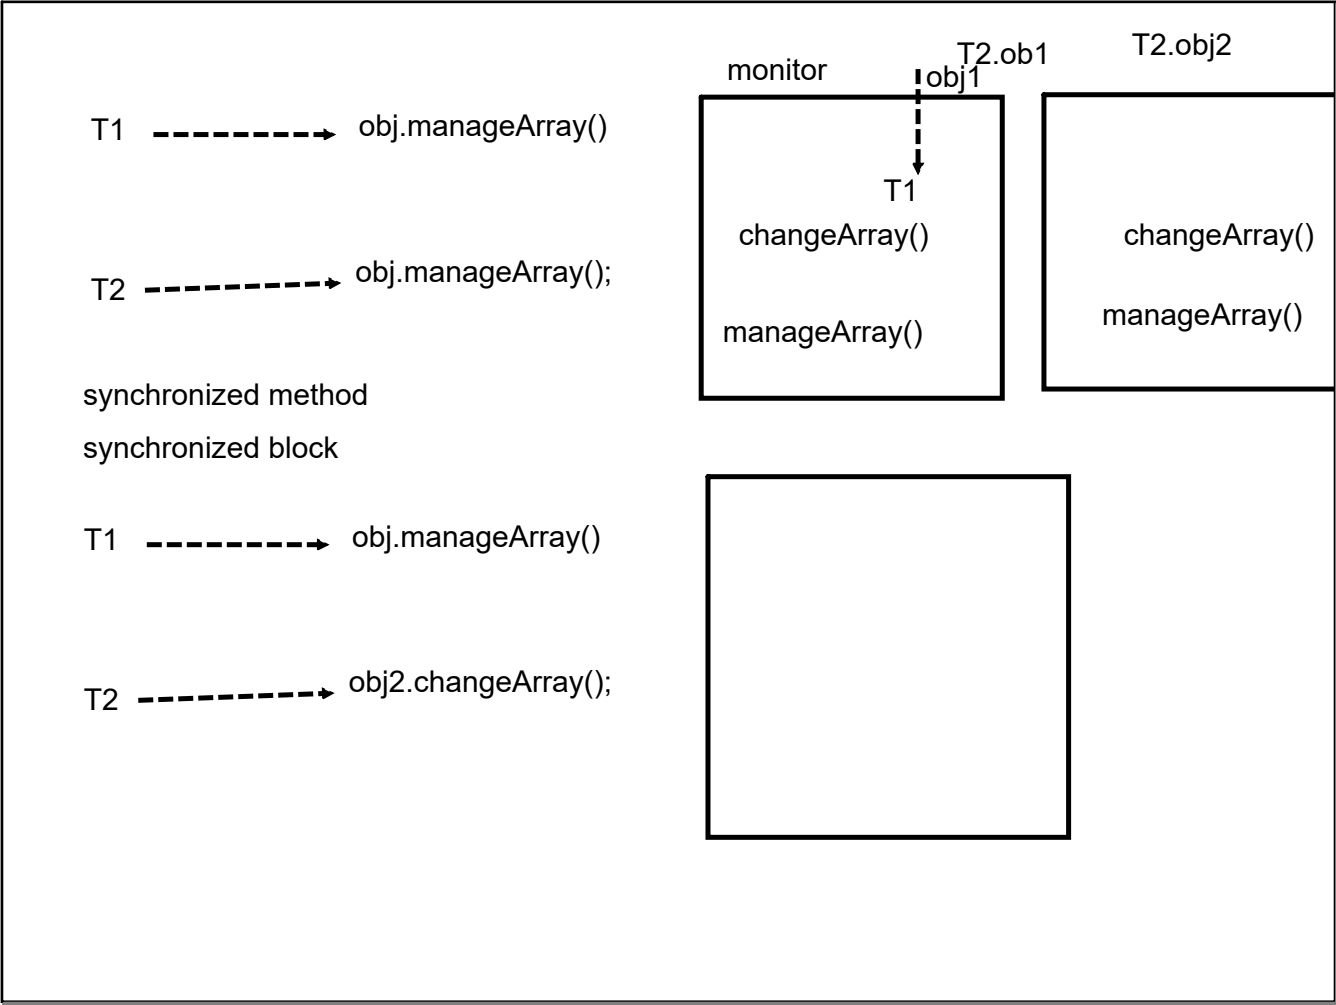 T1
obj.manageArray()
T2
obj.manageArray();
synchronized method
synchronized block
T1
obj.manageArray()
T2
obj2.changeArray();
monitor
T2.ob1
obj1
T1
changeArray()
manageArray()
T2.obj2
changeArray()
manageArray()